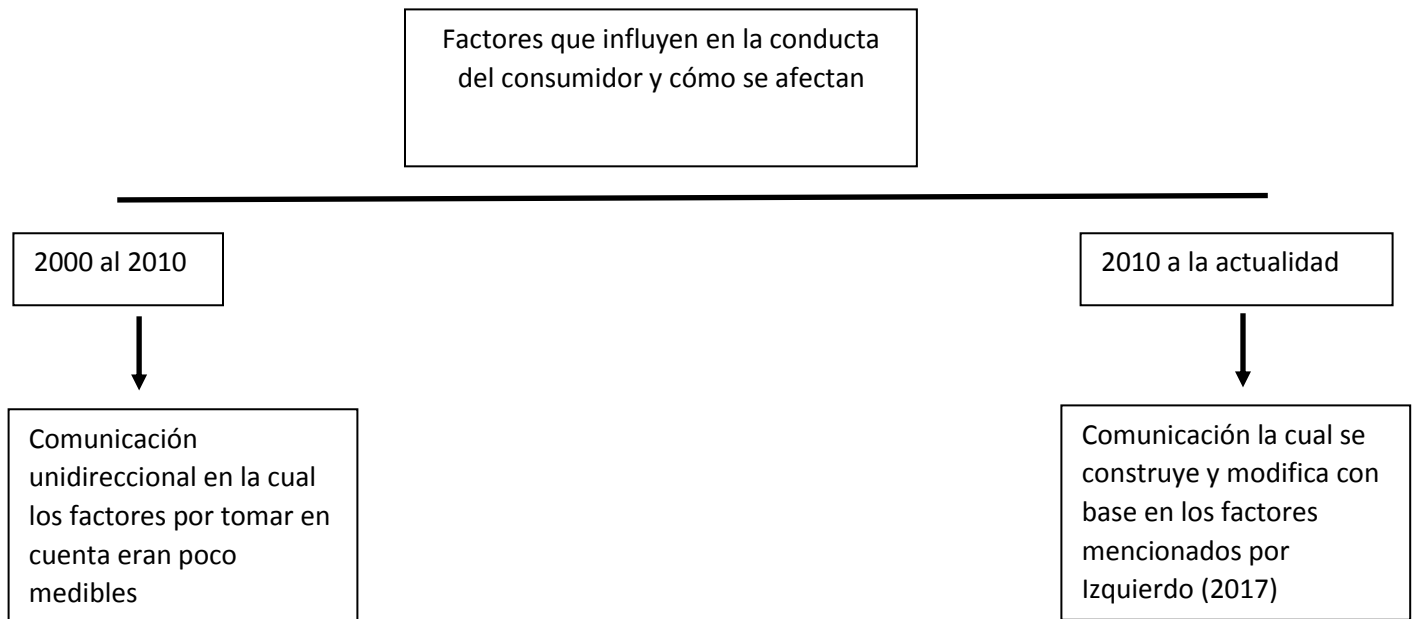 Factores que influyen en la conducta
del consumidor y cómo se afectan
2000 al 2010
2010 a la actualidad
Comunicación
unidireccional en la cual
los factores por tomar en
cuenta eran poco
medibles
Comunicación la cual se
construye y modifica con
base en los factores
mencionados por
Izquierdo (2017)